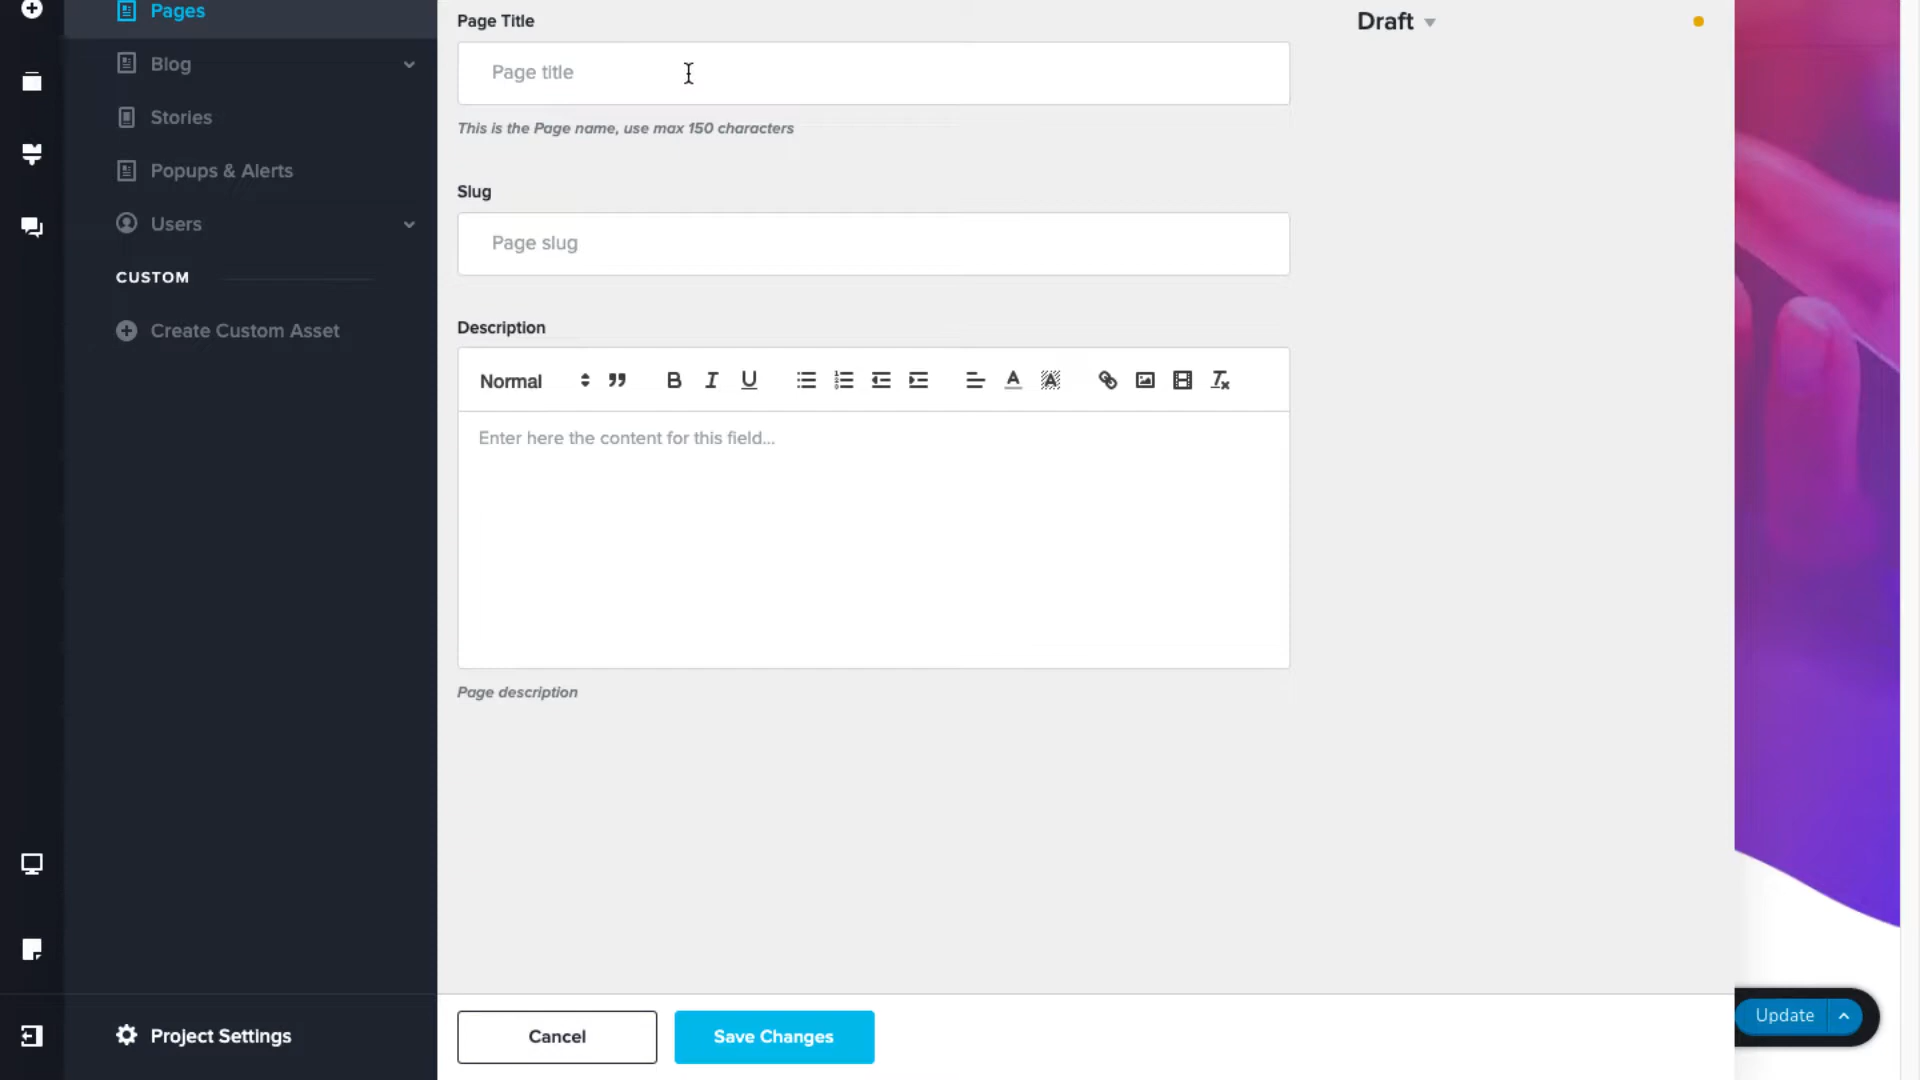 Pages
Blog
Stories
Popups & Alerts
Users
CUSTOM
Create Custom Asset
Project Settings
Page Title
Page title
This is the Page name, use max 150 characters
Slug
Page slug
Description
Normal
Enter here the content for this field...
Page description
Cancel
Save Changes
Draft
Update